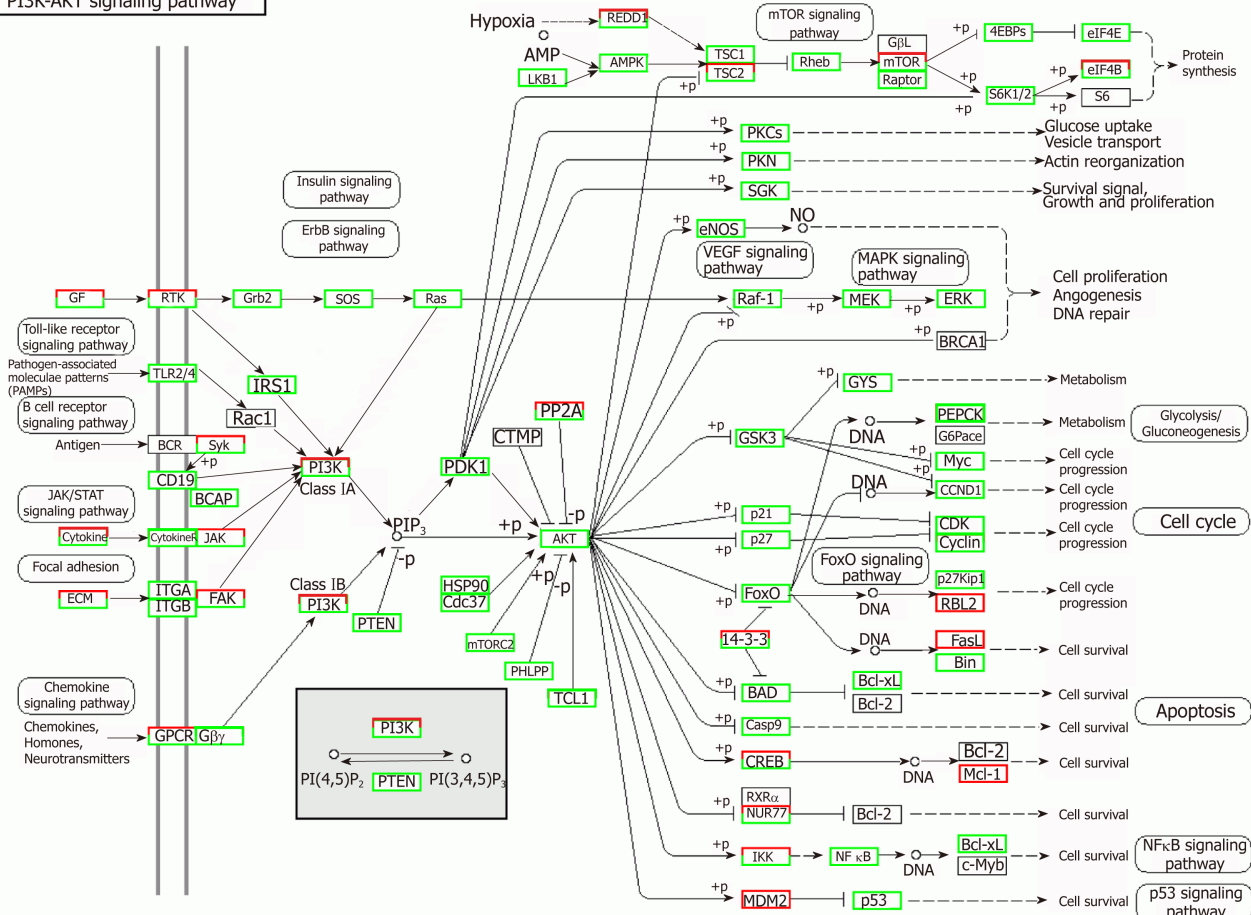 PI3K-AKT signaling pathway
Hypoxia
REDD1
AMP
LKB1
AMPK
TSC1
TSC2
mTOR signaling
pathway
Rheb
GβL
mTOR
Raptor
+p
4EBPs
eIF4E
+p
S6K1/2
+p
+p
+p
eIF4B
S6
Protein
synthesis
+p
PKCs
Glucose uptake
Vesicle transport
+p
PKN
Actin reorganization
+p
SGK
Survival signal,
Growth and proliferation
Insulin signaling
pathway
ErbB signaling
pathway
+p
eNOS
NO
VEGF signaling
pathway
MAPK signaling
pathway
GF
RTK
Grb2
SOS
Ras
Raf-1
+p
+p
MEK
+p
ERK
Cell proliferation
Angenogesis
DNA repair
+p
BRCA1
Toll-like receptor
signaling pathway
Pathogen-associated
moleculae patterns
(PAMPs)
TLR2/4
IRS1
B cell receptor
signaling pathway
Rac1
Antigen
BCR
Syk
+p
CD19
BCAP
PI3K
Class IA
PDK1
CTMP
PP2A
+p
GSK3
+p
GYS
Metabolism
DNA
PEPCK
G6Pace
Metabolism
Glycolysis/
Gluconeogenesis
+p
Myc
Cell cycle
progression
+p
DNA
CCND1
Cell cycle
progression
JAK/STAT
signaling pathway
Cytokine
CytokineR
JAK
PIP3
+p
-p
-p
AKT
+p
p21
+p
p27
CDK
Cyclin
Cell cycle
progression
Cell cycle
Focal adhesion
ECM
ITGA
ITGB
FAK
Class IB
PI3K
PTEN
HSP90
Cdc37
+p
-p
mTORC2
PHLPP
TCL1
+p
FoxO
FoxO signaling
pathway
DNA
p27Kip1
RBL2
Cell cycle
progression
14-3-3
DNA
FasL
Bin
Cell survival
Chemokine
signaling pathway
Chemokines,
Homones,
Neurotransmitters
GPCR
Gβγ
PI3K
PI(4,5)P2
PTEN
PI(3,4,5)P3
+p
BAD
Bcl-xL
Bcl-2
Cell survival
+p
Casp9
Cell survival
Apoptosis
+p
CREB
DNA
Bcl-2
Mcl-1
Cell survival
+p
RXRα
NUR77
Bcl-2
Cell survival
+p
IKK
NF κB
DNA
Bcl-xL
c-Myb
Cell survival
NFκB signaling
pathway
+p
MDM2
p53
Cell survival
p53 signaling
pathway